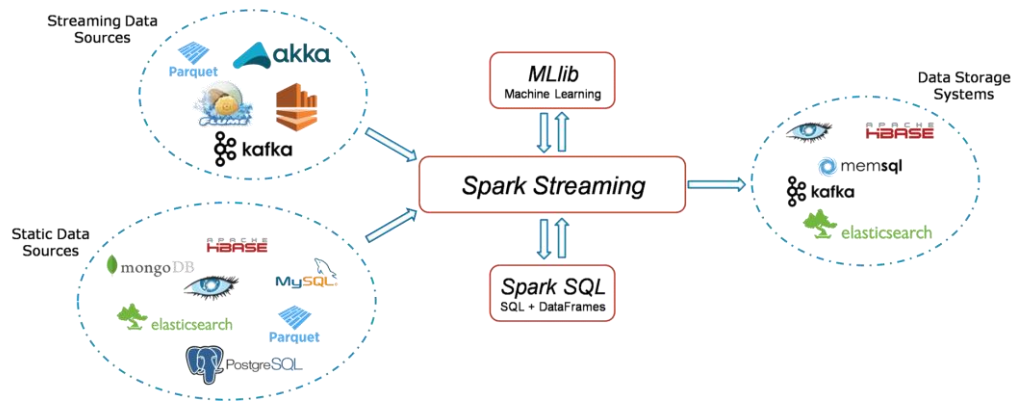 Streaming Data
Sources
Parquet
akka
FLUME
kafka
Static Data
Sources
APACHE
HBASE
mongoDB
MySQL®
elasticsearch
Parquet
PostgreSQL
MLlib
Machine Learning
Spark Streaming
Spark SQL
SQL + DataFrames
Data Storage
Systems
APACHE
HBASE
memsql
kafka
elasticsearch